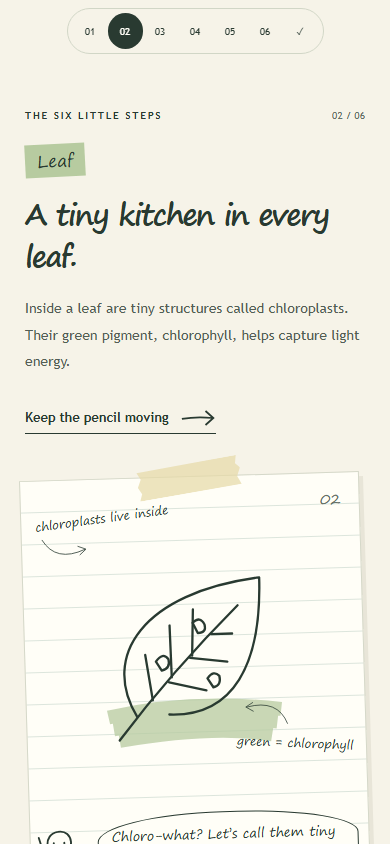 01 02 03 04 05 06 ✓
THE SIX LITTLE STEPS 02 / 06
Leaf
A tiny kitchen in every
leaf.
Inside a leaf are tiny structures called chloroplasts.
Their green pigment, chlorophyll, helps capture light
energy.
Keep the pencil moving
02
chloroplasts live inside
green = chlorophyll
Chloro-what? Let's call them tiny